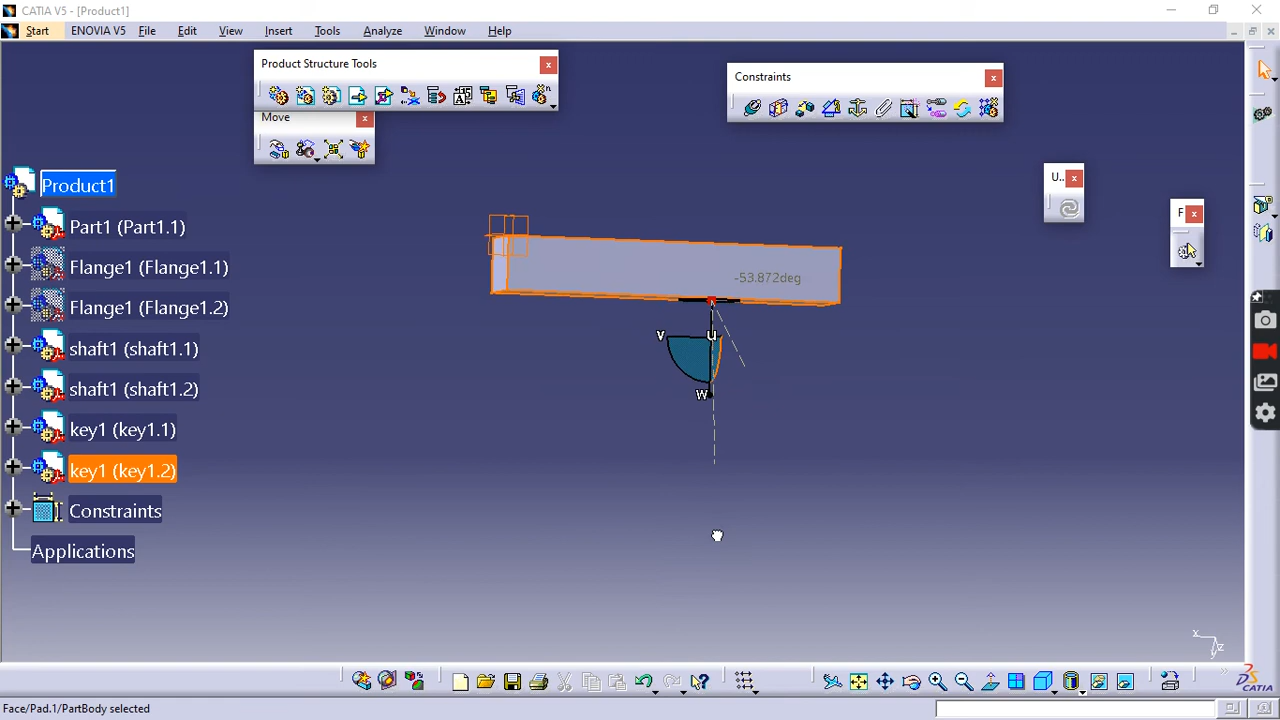 CATIA V5 - [Product1]
Start ENOVIA V5 File Edit View Insert Tools Analyze Window Help
Product Structure Tools
Constraints
Move
U..
F
Product1
Part1 (Part1.1)
Flange1 (Flange1.1)
Flange1 (Flange1.2)
shaft1 (shaft1.1)
shaft1 (shaft1.2)
key1 (key1.1)
key1 (key1.2)
Constraints
Applications
-53.872deg
V U
W
x
z
y
CATIA
Face/Pad.1/PartBody selected